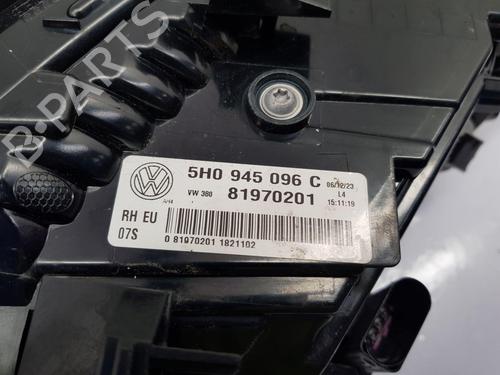 B-PARTS
5H0 945 096 C
06/12/23
VW 380
81970201
L4
15:11:19
RH EU
07S
0 81970201 1821102